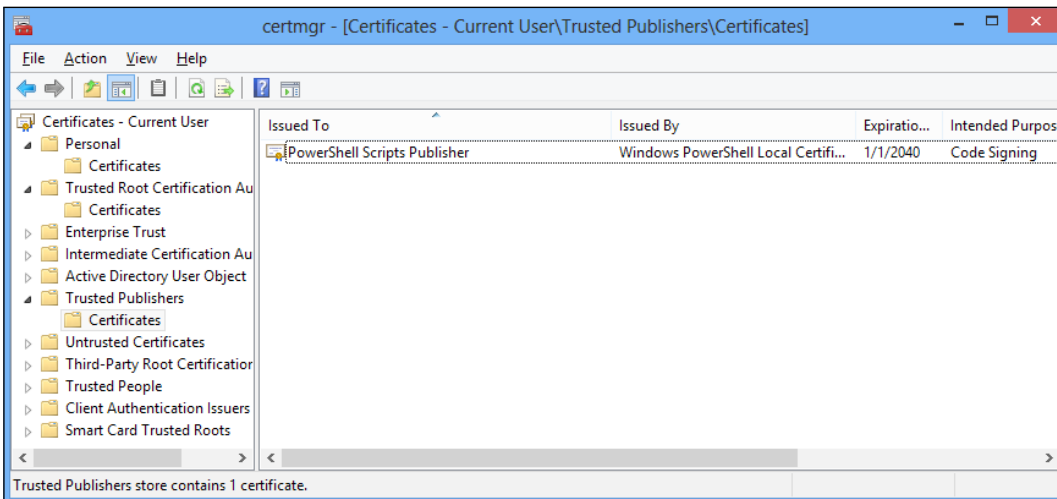 certmgr - [Certificates - Current User\Trusted Publishers\Certificates]
File Action View Help
Certificates - Current User
Personal
Certificates
Trusted Root Certification Au
Certificates
Enterprise Trust
Intermediate Certification Au
Active Directory User Object
Trusted Publishers
Certificates
Untrusted Certificates
Third-Party Root Certification
Trusted People
Client Authentication Issuers
Smart Card Trusted Roots
Issued To Issued By Expiratio... Intended Purpos
PowerShell Scripts Publisher Windows PowerShell Local Certifi... 1/1/2040 Code Signing
Trusted Publishers store contains 1 certificate.